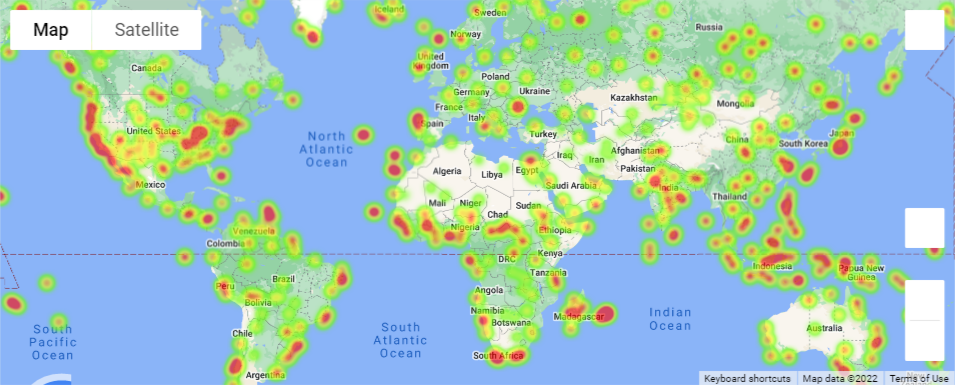 Map Satellite
Iceland
Sweden
Norway
Russia
Canada
United
Kingdom
Poland
Germany
Ukraine
Kazakhstan
Mongolia
France
Italy
Spain
United States
North
Atlantic
Ocean
Turkey
China
Japan
South Korea
Afghanistan
Iraq
Iran
Pakistan
Algeria
Libya
Egypt
Saudi Arabia
India
Mexico
Mali
Niger
Chad
Sudan
Thailand
Nigeria
Ethiopia
Venezuela
Colombia
Kenya
DRC
Indonesia
Papua New
Guinea
Tanzania
Brazil
Peru
Angola
Bolivia
Namibia
Botswana
Madagascar
Indian
Ocean
Australia
South
Pacific
Ocean
Chile
South
Atlantic
Ocean
South Africa
Argentina
Keyboard shortcuts Map data ©2022 Terms of Use